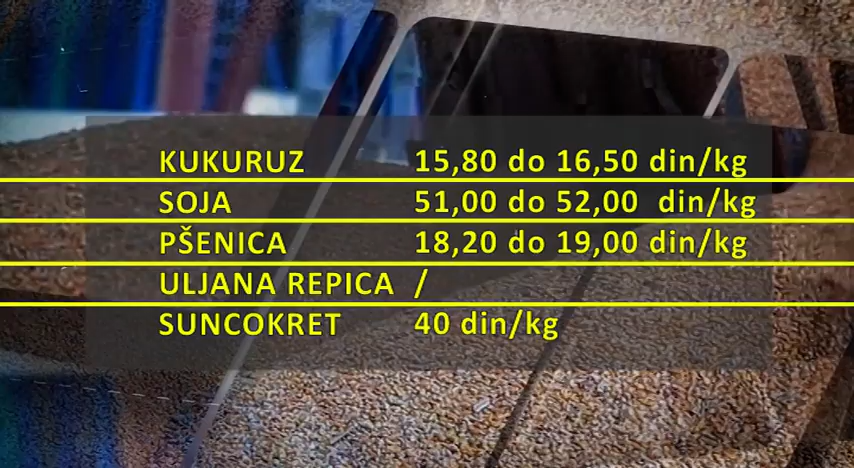 KUKURUZ 15,80 do 16,50 din/kg
SOJA 51,00 do 52,00 din/kg
PŠENICA 18,20 do 19,00 din/kg
ULJANA REPICA /
SUNCOKRET 40 din/kg